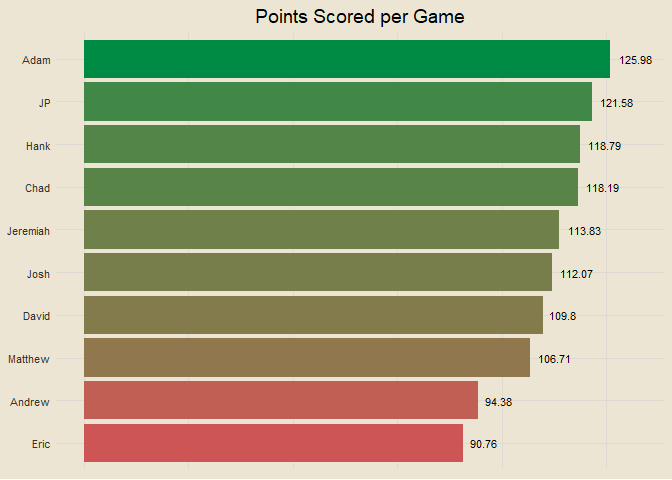 Points Scored per Game
Adam 125.98
JP 121.58
Hank 118.79
Chad 118.19
Jeremiah 113.83
Josh 112.07
David 109.8
Matthew 106.71
Andrew 94.38
Eric 90.76